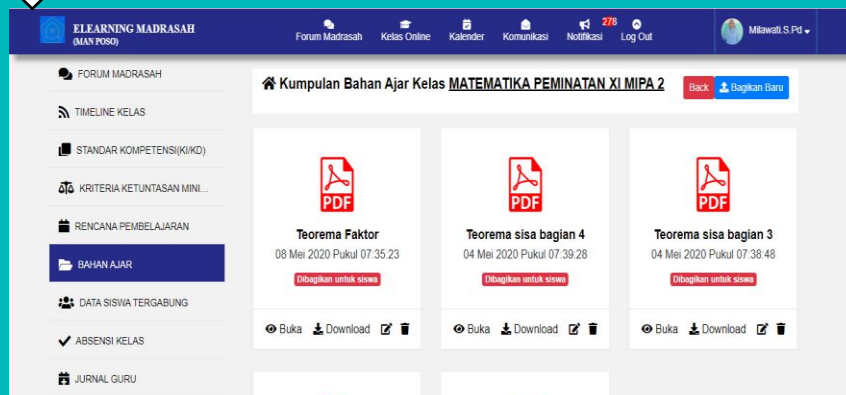 ELEARNING MADRASAH
(MAN POSO)
Forum Madrasah Kelas Online Kalender Komunikasi Notifikasi 278 Log Out Milawati.S.Pd
FORUM MADRASAH
TIMELINE KELAS
STANDAR KOMPETENSI(KI/KD)
KRITERIA KETUNTASAN MINI...
RENCANA PEMBELAJARAN
BAHAN AJAR
DATA SISWA TERGABUNG
ABSENSI KELAS
JURNAL GURU
Kumpulan Bahan Ajar Kelas MATEMATIKA PEMINATAN XI MIPA 2
Back Bagikan Baru
PDF
Teorema Faktor
08 Mei 2020 Pukul 07:35:23
Dibagikan untuk siswa
Buka Download
PDF
Teorema sisa bagian 4
04 Mei 2020 Pukul 07:39:28
Dibagikan untuk siswa
Buka Download
PDF
Teorema sisa bagian 3
04 Mei 2020 Pukul 07:38:48
Dibagikan untuk siswa
Buka Download